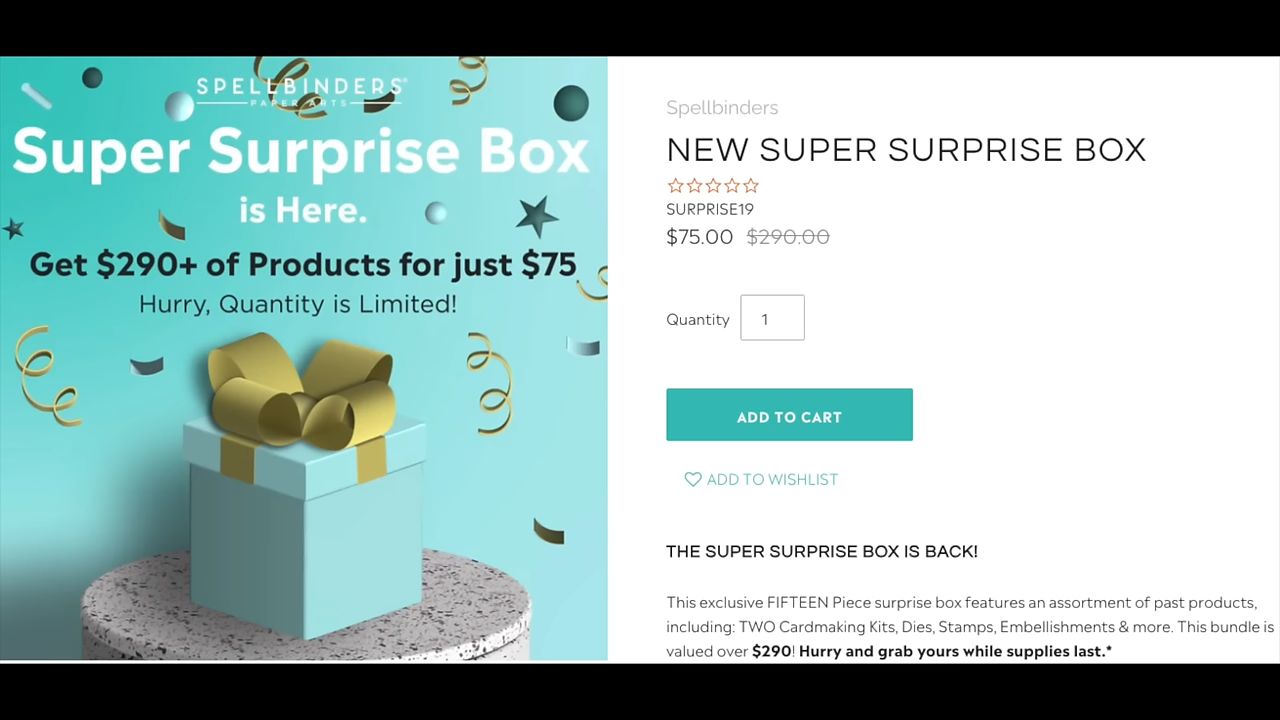 SPELLBINDERS®
PAPER ARTS
Super Surprise Box
is Here.
Get $290+ of Products for just $75
Hurry, Quantity is Limited!
Spellbinders
NEW SUPER SURPRISE BOX
SURPRISE19
$75.00 $290.00
Quantity 1
ADD TO CART
ADD TO WISHLIST
THE SUPER SURPRISE BOX IS BACK!
This exclusive FIFTEEN Piece surprise box features an assortment of past products,
including: TWO Cardmaking Kits, Dies, Stamps, Embellishments & more. This bundle is
valued over $290! Hurry and grab yours while supplies last.*